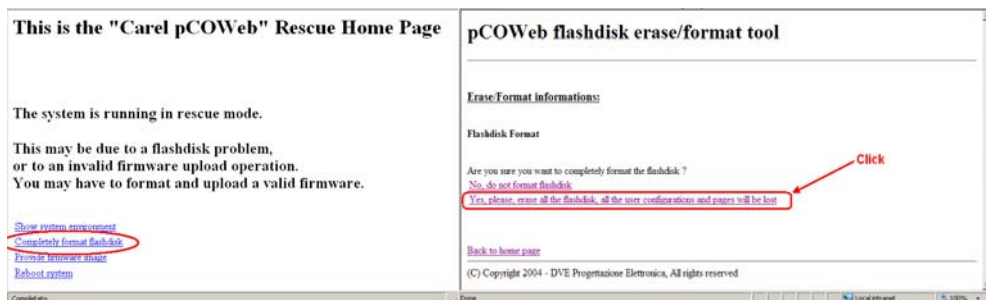 This is the "Carel pCOWeb" Rescue Home Page
The system is running in rescue mode.
This may be due to a flashdisk problem,
or to an invalid firmware upload operation.
You may have to format and upload a valid firmware.
Show system environment
Completely format flashdisk
Provide firmware image
Reboot system
Completato
pCOWeb flashdisk erase/format tool
Erase/Format informations:
Flashdisk Format
Click
Are you sure you want to completely format the flashdisk ?
No, do not format flashdisk
Yes, please, erase all the flashdisk, all the user configurations and pages will be lost
Back to home page
(C) Copyright 2004 - DVE Progettazione Elettronica, All rights reserved
Done
Local intranet
100%